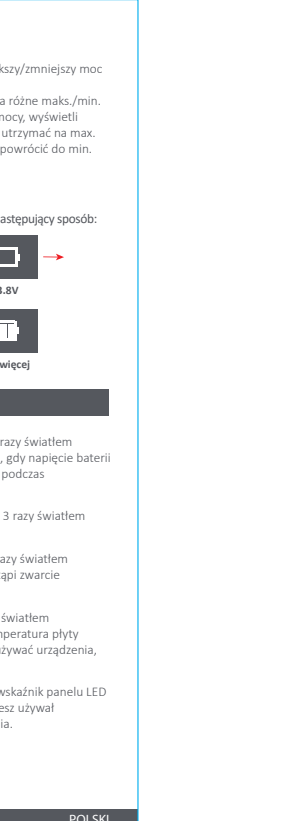 kszy/zmniejszy moc
a różne maks./min.
mocy, wyświetli
utrzymać na max.
powrócić do min.
astępujący sposób:
3.8V
więcej
razy światłem
, gdy napięcie baterii
podczas
3 razy światłem
razy światłem
ąpi zwarcie
światłem
mperatura płyty
używać urządzenia,
wskaźnik panelu LED
esz używał
ia.
POLSKI